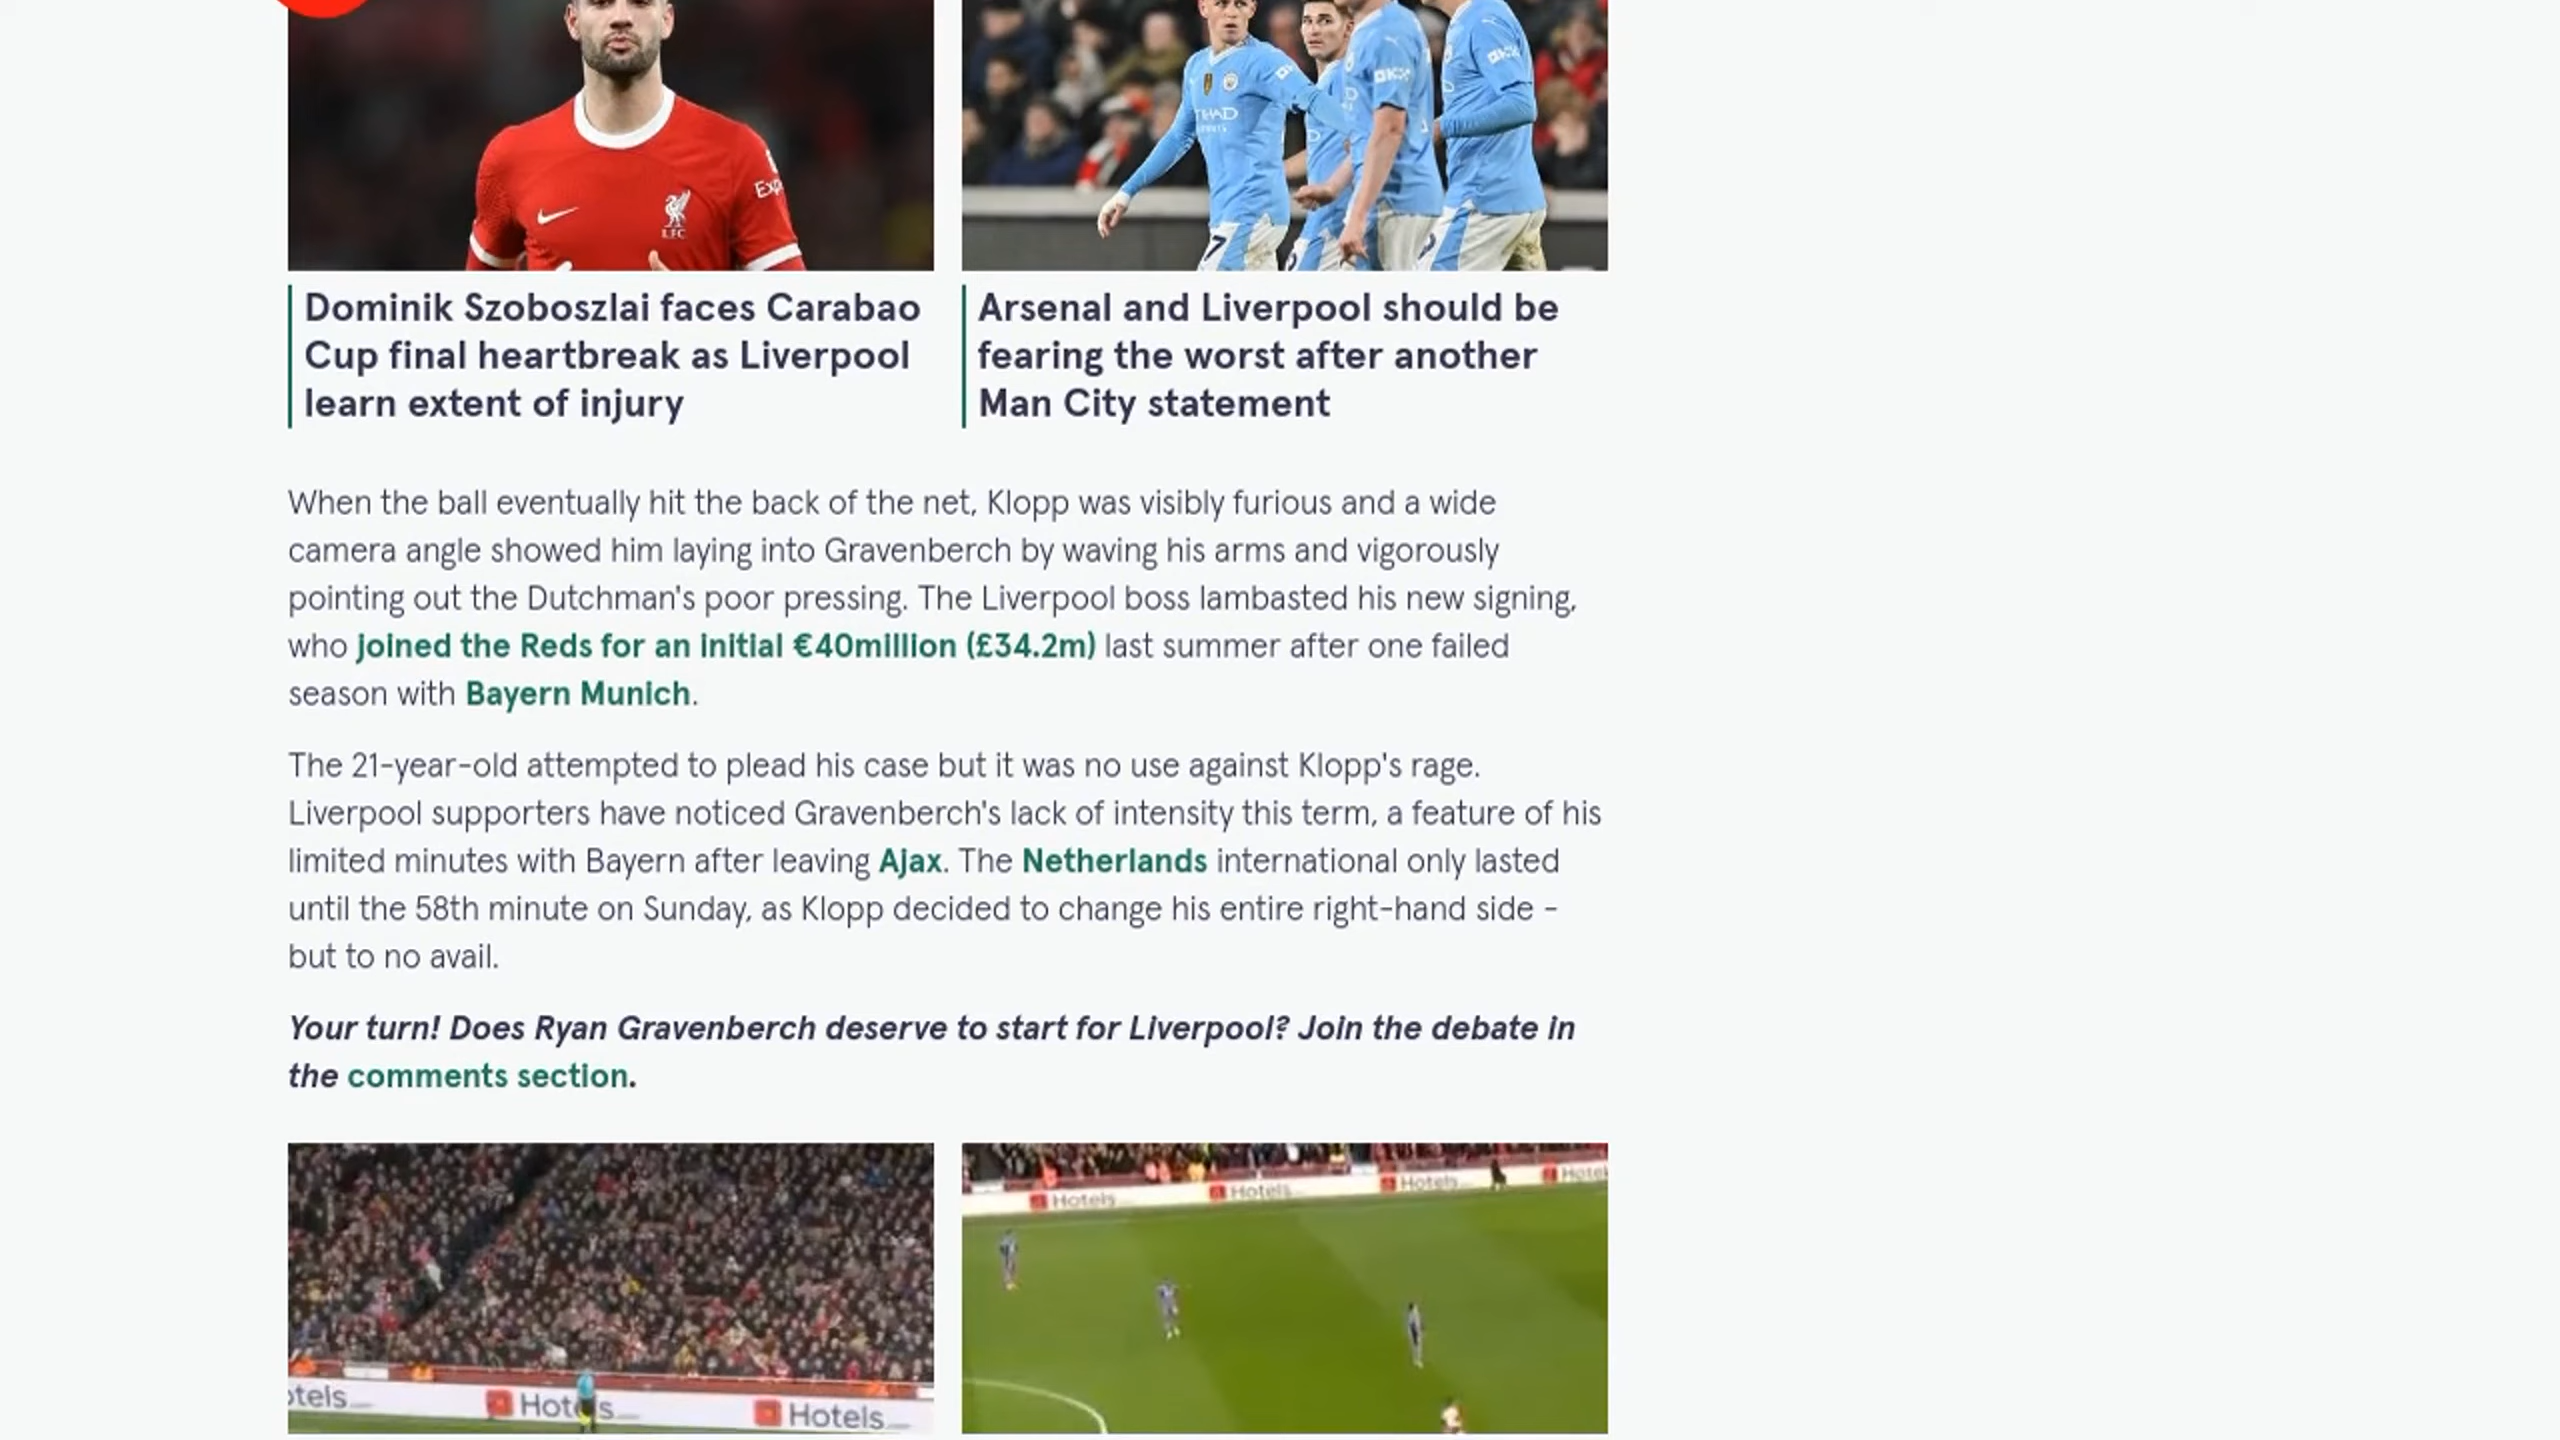 Exp
LFC
ETIHAD
7
Dominik Szoboszlai faces Carabao
Cup final heartbreak as Liverpool
learn extent of injury
Arsenal and Liverpool should be
fearing the worst after another
Man City statement
When the ball eventually hit the back of the net, Klopp was visibly furious and a wide
camera angle showed him laying into Gravenberch by waving his arms and vigorously
pointing out the Dutchman's poor pressing. The Liverpool boss lambasted his new signing,
who joined the Reds for an initial €40million (£34.2m) last summer after one failed
season with Bayern Munich.
The 21-year-old attempted to plead his case but it was no use against Klopp's rage.
Liverpool supporters have noticed Gravenberch's lack of intensity this term, a feature of his
limited minutes with Bayern after leaving Ajax. The Netherlands international only lasted
until the 58th minute on Sunday, as Klopp decided to change his entire right-hand side -
but to no avail.
Your turn! Does Ryan Gravenberch deserve to start for Liverpool? Join the debate in
the comments section.
Hotels Hotels Hotels Hotels
otels Hotels Hotels